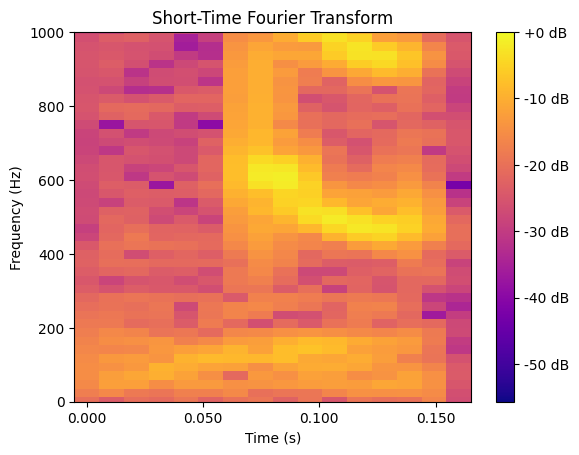 Short-Time Fourier Transform
1000
800
600
400
200
0
Frequency (Hz)
0.000
0.050
0.100
0.150
Time (s)
+0 dB
-10 dB
-20 dB
-30 dB
-40 dB
-50 dB